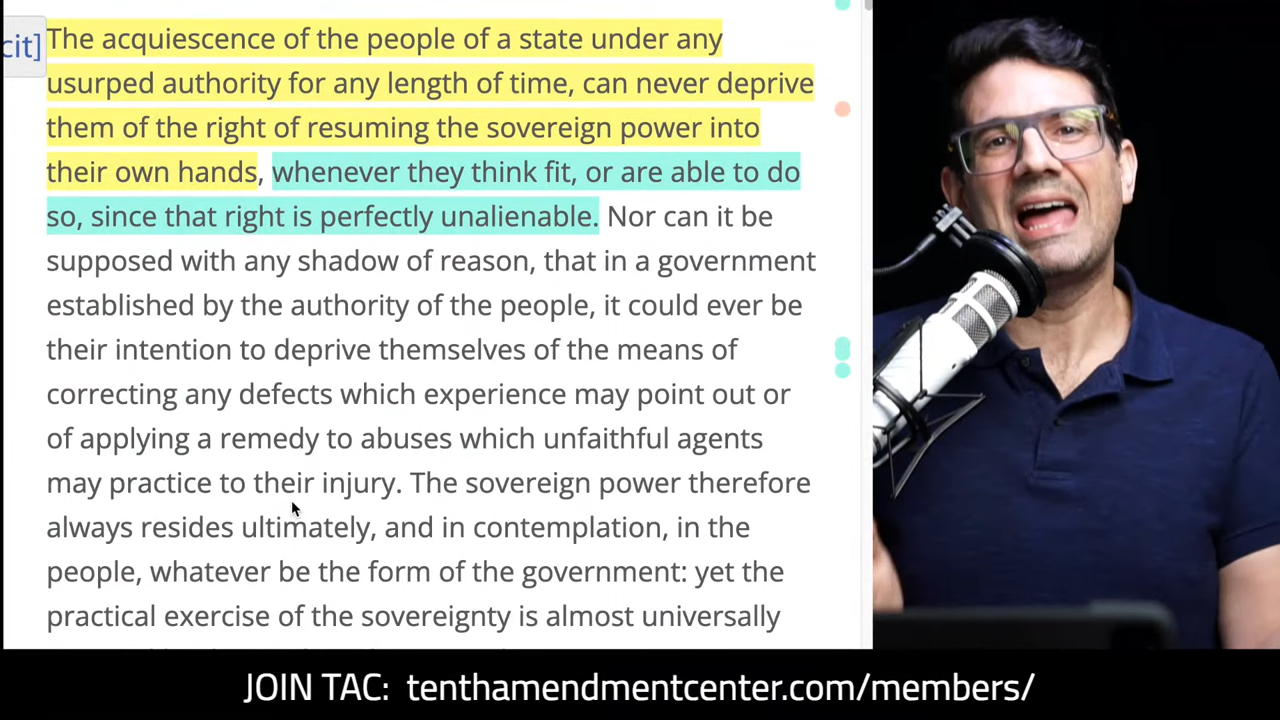 cit]
The acquiescence of the people of a state under any
usurped authority for any length of time, can never deprive
them of the right of resuming the sovereign power into
their own hands, whenever they think fit, or are able to do
so, since that right is perfectly unalienable. Nor can it be
supposed with any shadow of reason, that in a government
established by the authority of the people, it could ever be
their intention to deprive themselves of the means of
correcting any defects which experience may point out or
of applying a remedy to abuses which unfaithful agents
may practice to their injury. The sovereign power therefore
always resides ultimately, and in contemplation, in the
people, whatever be the form of the government: yet the
practical exercise of the sovereignty is almost universally
JOIN TAC: tenthamendmentcenter.com/members/